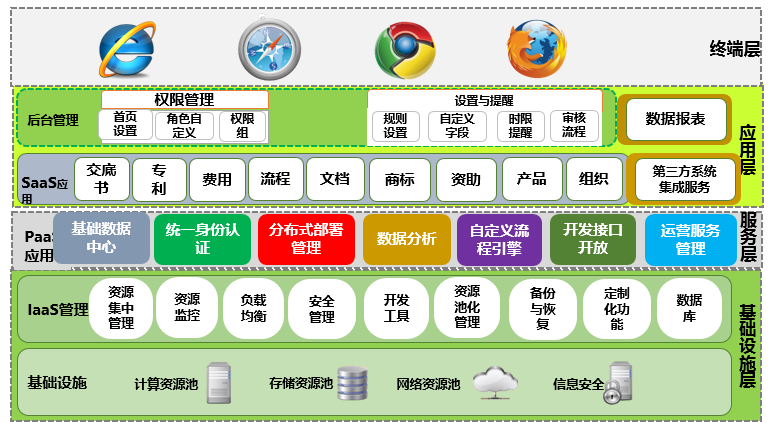 终端层
权限管理
设置与提醒
后台管理
首页
设置
角色自
定义
权限
组
规则
设置
自定义
字段
时限
提醒
审核
流程
数据报表
应用层
SaaS应
用
交底
书
专
利
费用
流程
文档
商标
资助
产品
组织
第三方系统
集成服务
PaaS
应用
基础数据
中心
统一身份认
证
分布式部署
管理
数据分析
自定义流
程引擎
开发接口
开放
运营服务
管理
服务层
IaaS管理
资源
集中
管理
资源
监控
负载
均衡
安全
管理
开发
工具
资源
池化
管理
备份
与恢
复
定制
化功
能
数据
库
基础设施层
基础设施
计算资源池
存储资源池
网络资源池
信息安全